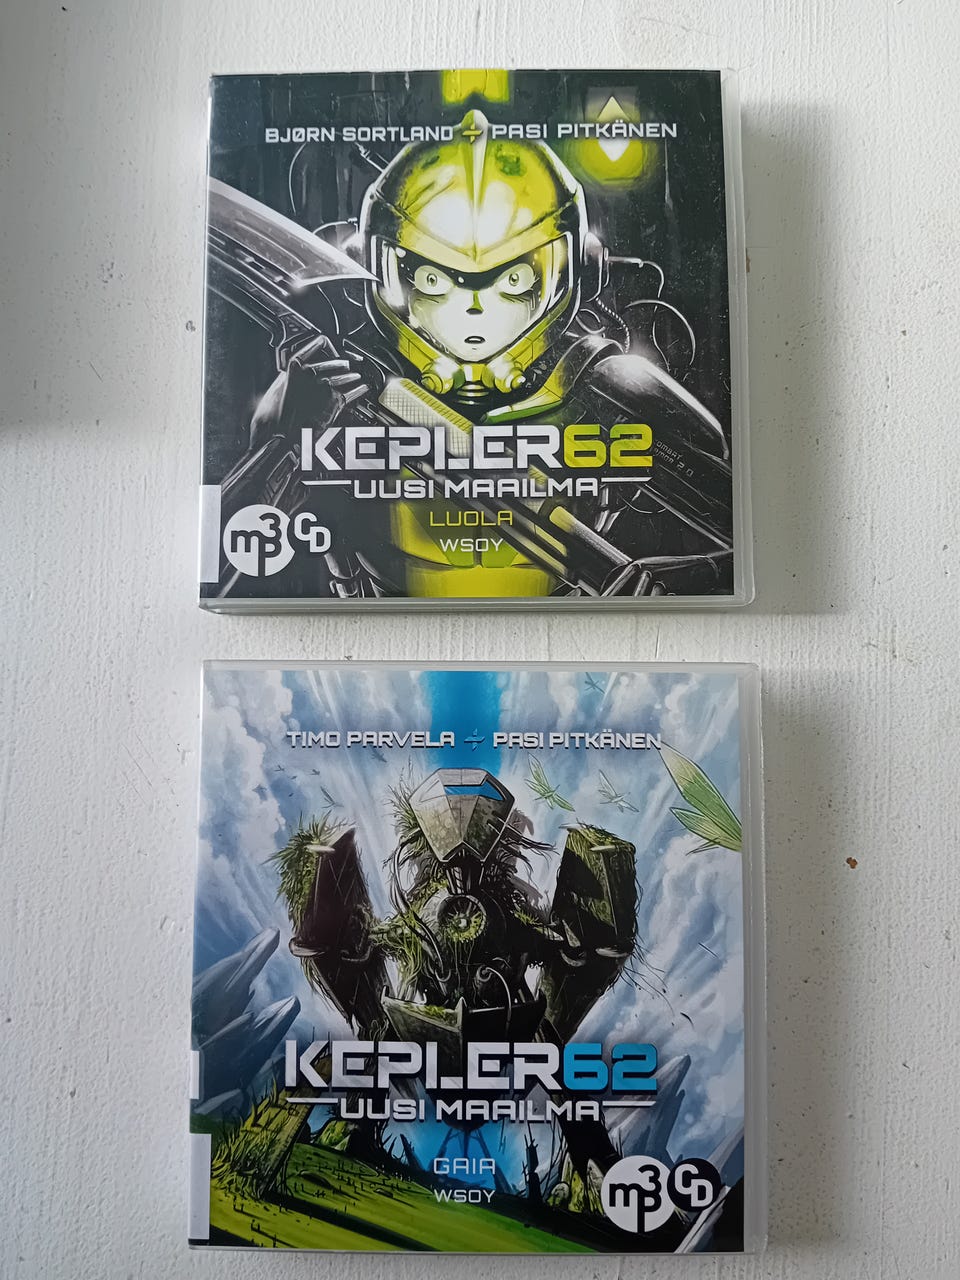 BJØRN SORTLAND + PASI PITKÄNEN
KEPLER62
UUSI MAAILMA
LUOLA
WSOY
mp3 CD
TIMO PARVELA + PASI PITKÄNEN
KEPLER62
UUSI MAAILMA
GAIA
WSOY
mp3 CD